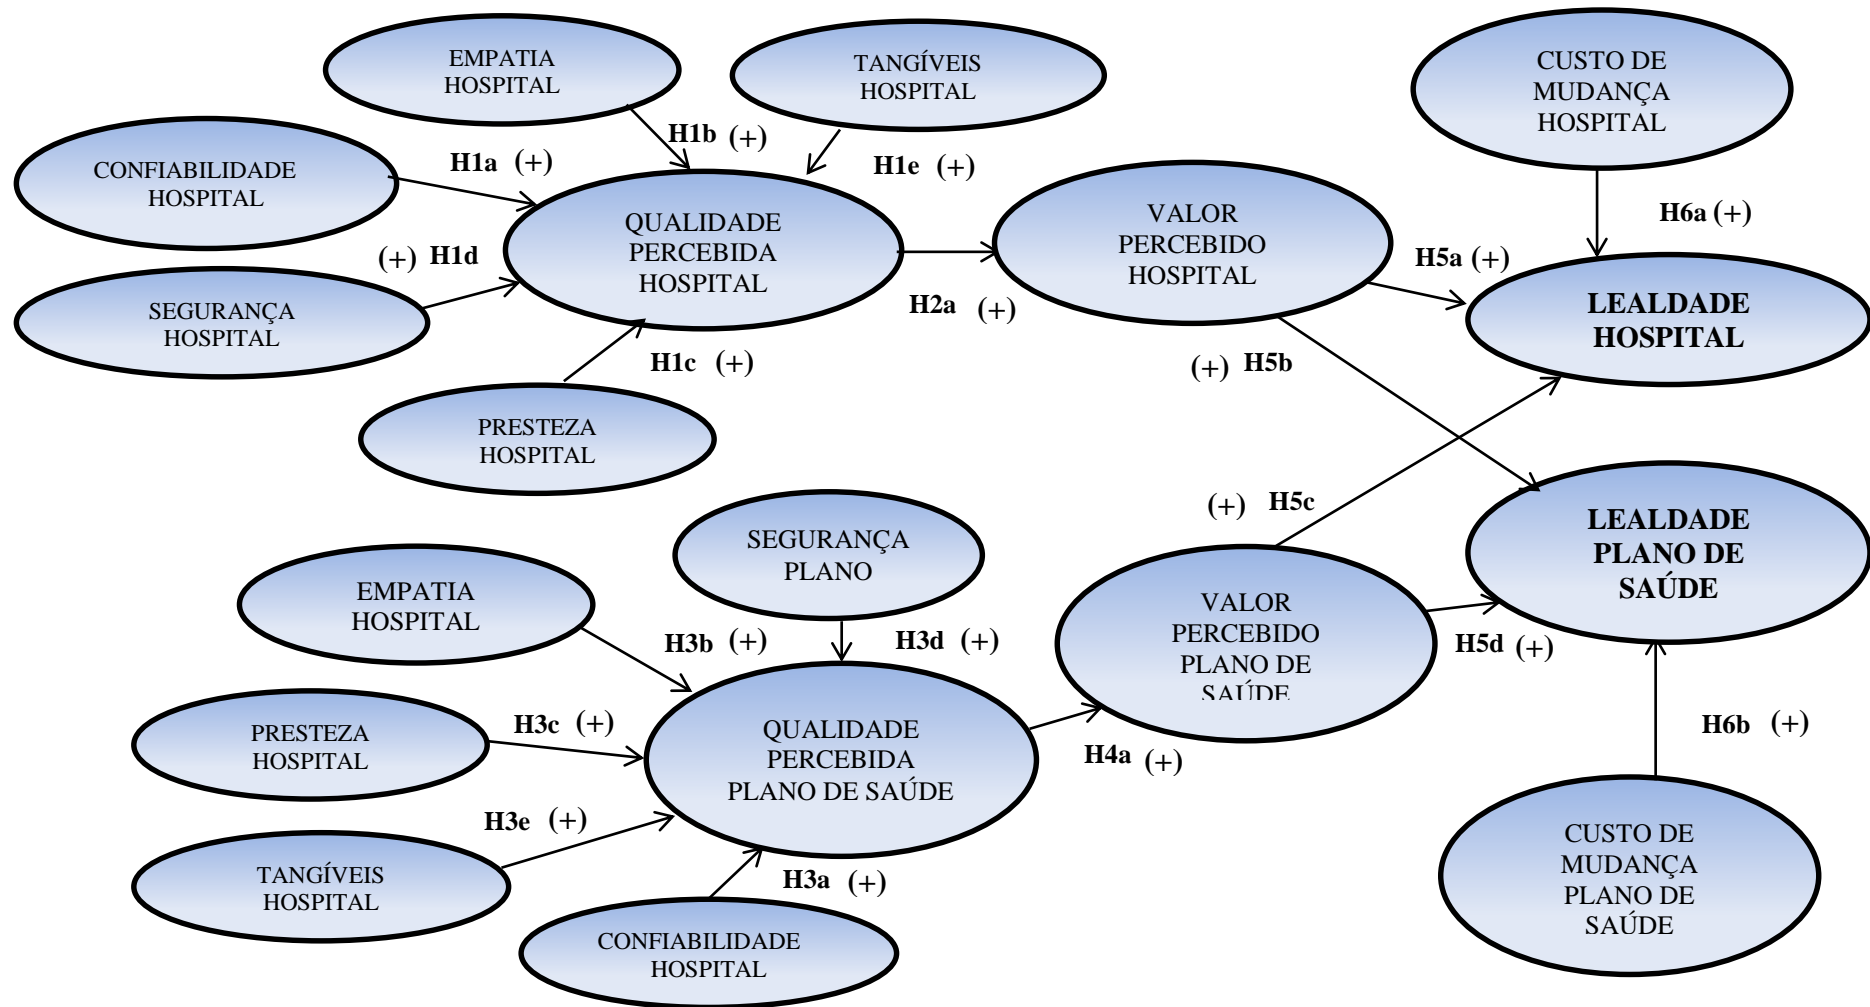 EMPATIA
HOSPITAL
TANGÍVEIS
HOSPITAL
CUSTO DE
MUDANÇA
HOSPITAL
H1b (+)
H1e (+)
CONFIABILIDADE
HOSPITAL
H1a (+)
QUALIDADE
PERCEBIDA
HOSPITAL
VALOR
PERCEBIDO
HOSPITAL
H6a (+)
(+) H1d
H5a (+)
SEGURANÇA
HOSPITAL
H2a (+)
LEALDADE
HOSPITAL
H1c (+)
(+) H5b
PRESTEZA
HOSPITAL
(+) H5c
SEGURANÇA
PLANO
LEALDADE
PLANO DE
SAÚDE
EMPATIA
HOSPITAL
H3b (+)
H3d (+)
VALOR
PERCEBIDO
PLANO DE
SAÚDE
H5d (+)
PRESTEZA
HOSPITAL
H3c (+)
QUALIDADE
PERCEBIDA
PLANO DE SAÚDE
H4a (+)
H6b (+)
H3e (+)
TANGÍVEIS
HOSPITAL
H3a (+)
CUSTO DE
MUDANÇA
PLANO DE
SAÚDE
CONFIABILIDADE
HOSPITAL